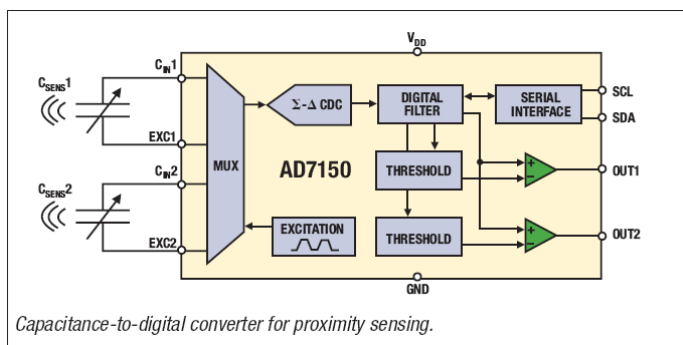 V_DD
C_IN1
C_SENS1
EXC1
C_IN2
C_SENS2
EXC2
MUX
Σ-Δ CDC
DIGITAL
FILTER
SERIAL
INTERFACE
SCL
SDA
AD7150
THRESHOLD
+
−
OUT1
EXCITATION
THRESHOLD
+
−
OUT2
GND
Capacitance-to-digital converter for proximity sensing.